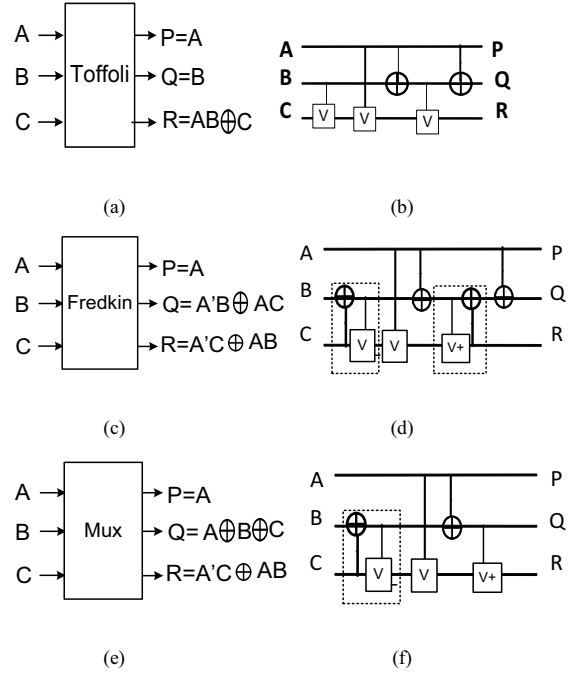 A P=A
B Toffoli Q=B
C R=AB⊕C
(a)
A P
B Q
C V V V R
(b)
A P=A
B Fredkin Q= A'B ⊕ AC
C R=A'C ⊕ AB
(c)
A P
B Q
C V V V+ R
(d)
A P=A
B Mux Q= A⊕B⊕C
C R=A'C ⊕ AB
(e)
A P
B Q
C V V V+ R
(f)